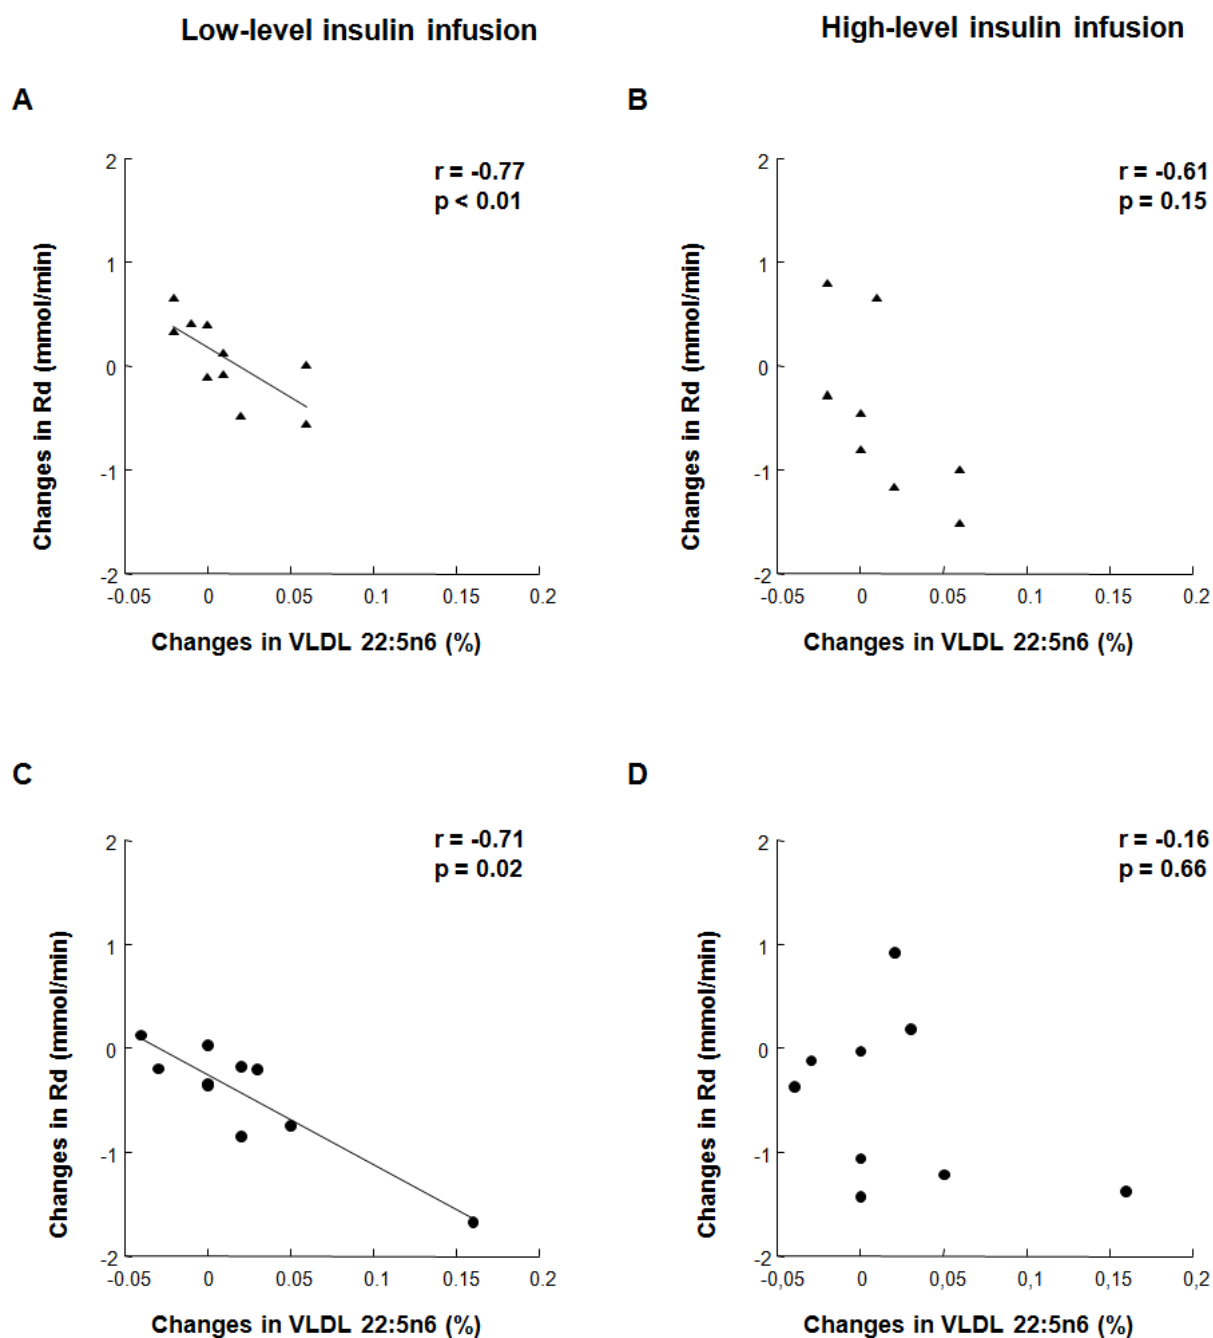 Low-level insulin infusion
High-level insulin infusion
A
B
r = -0.77
p < 0.01
r = -0.61
p = 0.15
Changes in Rd (mmol/min)
2
1
0
-1
-2
-0.05 0 0.05 0.1 0.15 0.2
Changes in VLDL 22:5n6 (%)
Changes in Rd (mmol/min)
2
1
0
-1
-2
-0.05 0 0.05 0.1 0.15 0.2
Changes in VLDL 22:5n6 (%)
C
D
r = -0.71
p = 0.02
r = -0.16
p = 0.66
Changes in Rd (mmol/min)
2
1
0
-1
-2
-0.05 0 0.05 0.1 0.15 0.2
Changes in VLDL 22:5n6 (%)
Changes in Rd (mmol/min)
2
1
0
-1
-2
-0,05 0 0,05 0,1 0,15 0,2
Changes in VLDL 22:5n6 (%)